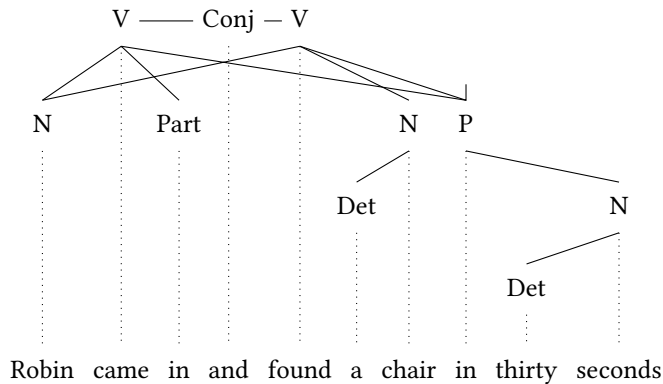 V Conj V
N Part N P
Det N
Det
Robin came in and found a chair in thirty seconds